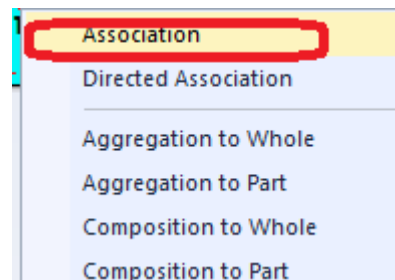 Association
Directed Association
Aggregation to Whole
Aggregation to Part
Composition to Whole
Composition to Part